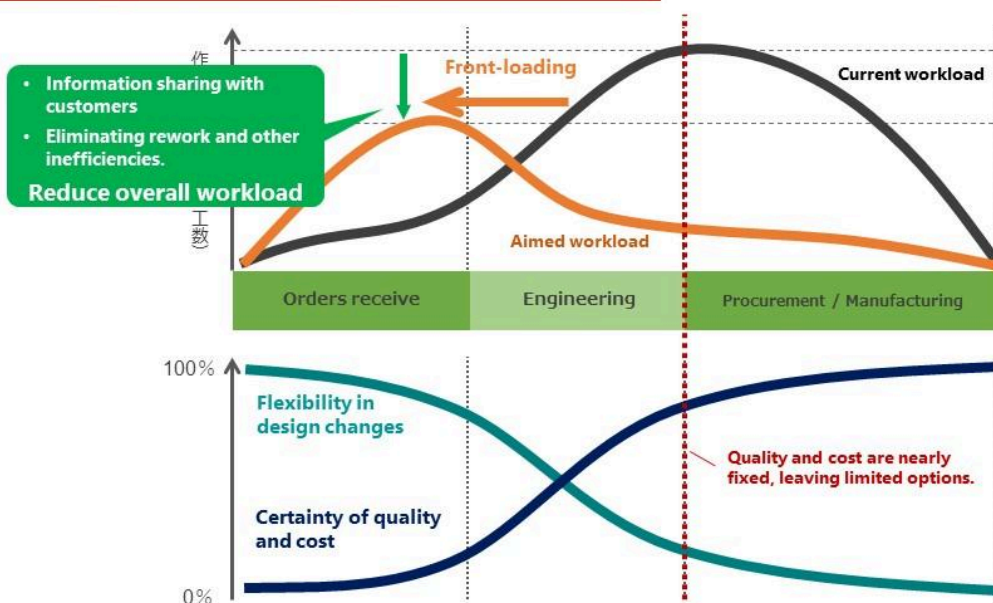 作
工数)
• Information sharing with
customers
• Eliminating rework and other
inefficiencies.
Reduce overall workload
Front-loading
Current workload
Aimed workload
Orders receive
Engineering
Procurement / Manufacturing
100%
Flexibility in
design changes
Certainty of quality
and cost
Quality and cost are nearly
fixed, leaving limited options.
0%